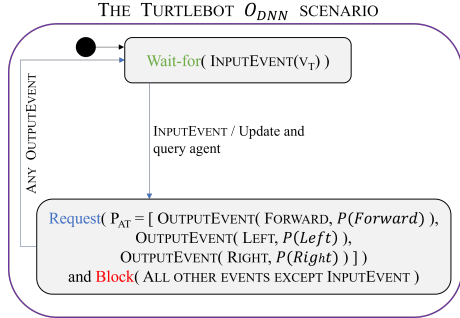 THE TURTLEBOT O_DNN SCENARIO
Wait-for( INPUTEVENT(V_T) )
ANY OUTPUTEVENT
INPUTEVENT / Update and
query agent
Request( P_AT = [ OUTPUTEVENT( FORWARD, P(Forward) ),
OUTPUTEVENT( LEFT, P(Left) ),
OUTPUTEVENT( RIGHT, P(Right) ) ] )
and Block( ALL OTHER EVENTS EXCEPT INPUTEVENT )